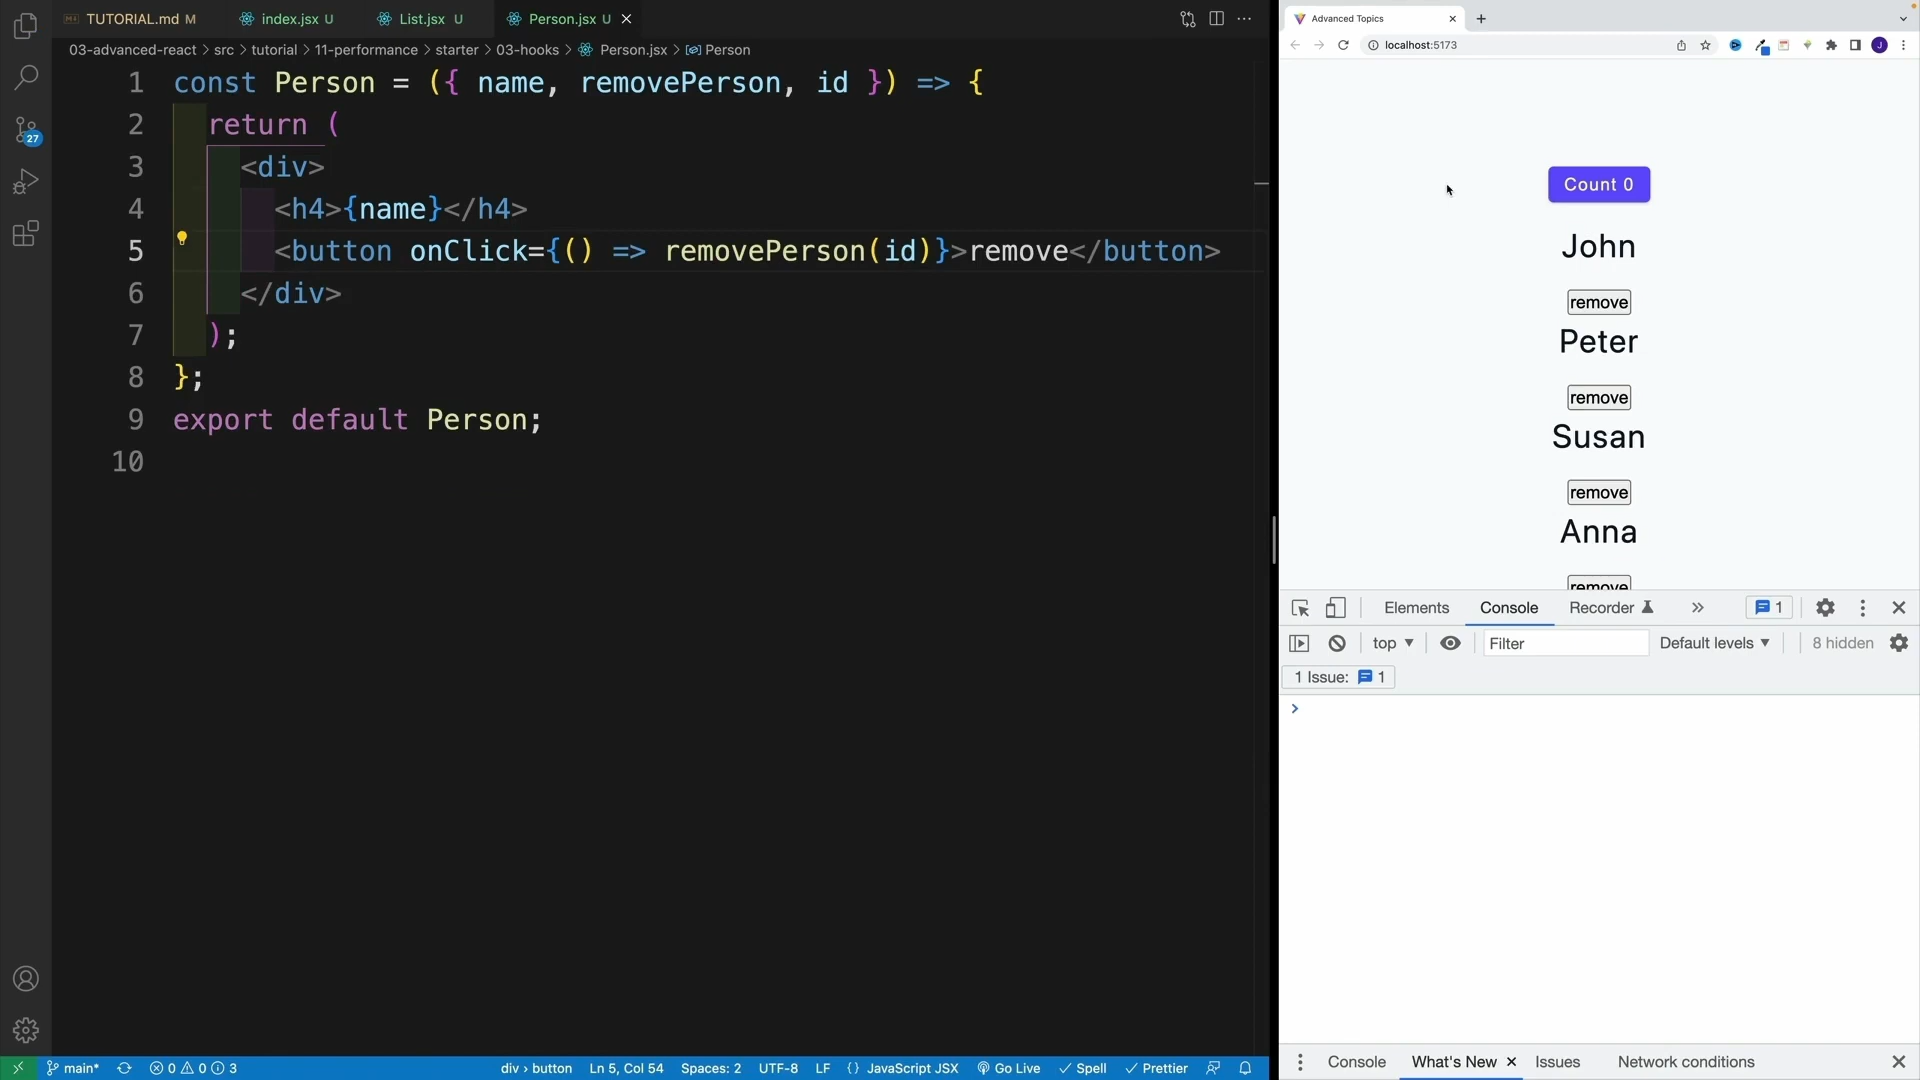 TUTORIAL.md M
index.jsx U
List.jsx U
Person.jsx U
03-advanced-react > src > tutorial > 11-performance > starter > 03-hooks > Person.jsx > Person
1 const Person = ({ name, removePerson, id }) => {
2 return (
3 <div>
4 <h4>{name}</h4>
5 <button onClick={() => removePerson(id)}>remove</button>
6 </div>
7 );
8 };
9 export default Person;
10
27
main*
0 0 3
div > button
Ln 5, Col 54
Spaces: 2
UTF-8
LF
{} JavaScript JSX
Go Live
Spell
Prettier
Advanced Topics
localhost:5173
J
Count 0
John
remove
Peter
remove
Susan
remove
Anna
remove
Elements
Console
Recorder
1
top
Filter
Default levels
8 hidden
1 Issue: 1
Console
What's New
Issues
Network conditions